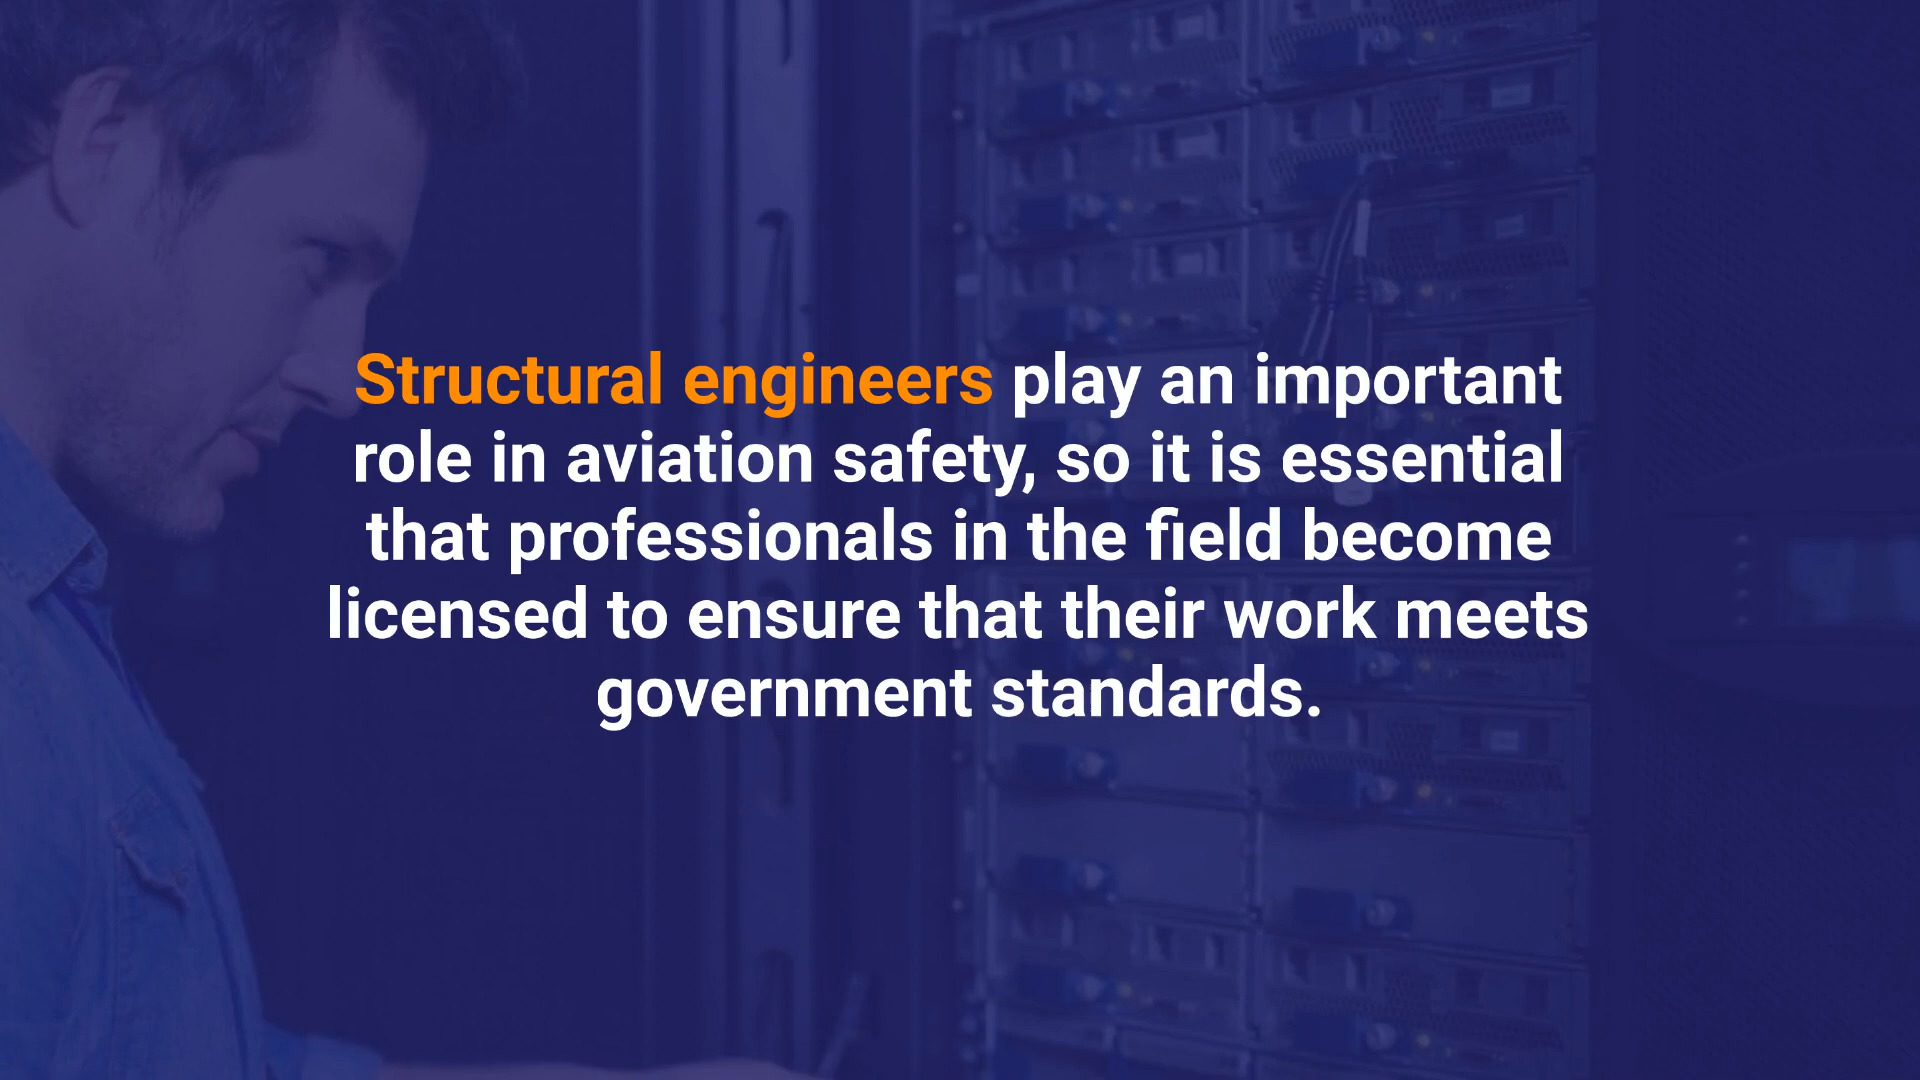 Structural engineers play an important
role in aviation safety, so it is essential
that professionals in the field become
licensed to ensure that their work meets
government standards.